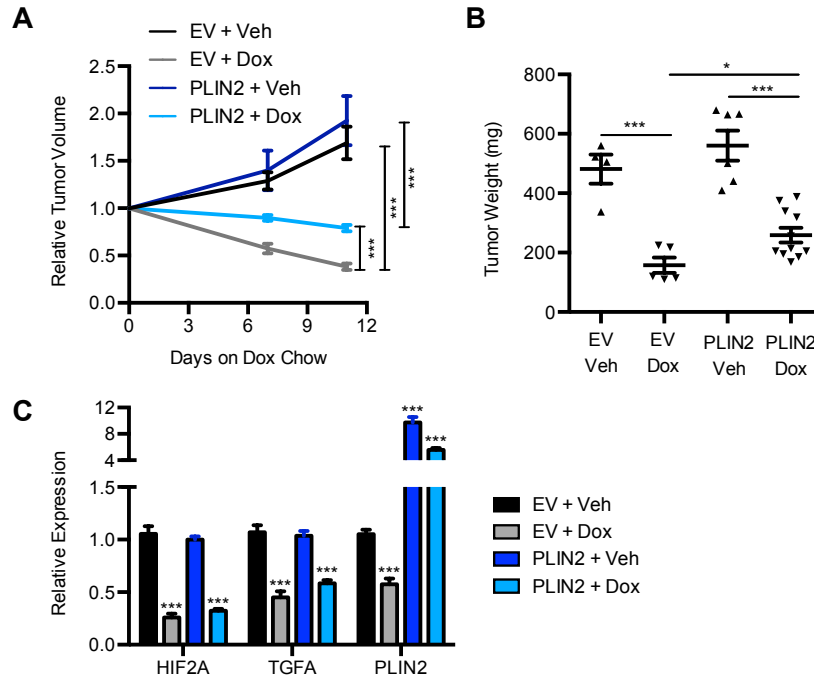 A
EV + Veh
EV + Dox
PLIN2 + Veh
PLIN2 + Dox
Relative Tumor Volume
2.5
2.0
1.5
1.0
0.5
0.0
0 3 6 9 12
Days on Dox Chow
***
***
***
B
Tumor Weight (mg)
800
600
400
200
0
*
***
***
EV Veh
EV Dox
PLIN2 Veh
PLIN2 Dox
C
Relative Expression
12
8
4
1.5
1.0
0.5
0.0
*** *** *** *** *** *** ***
HIF2A TGFA PLIN2
EV + Veh
EV + Dox
PLIN2 + Veh
PLIN2 + Dox